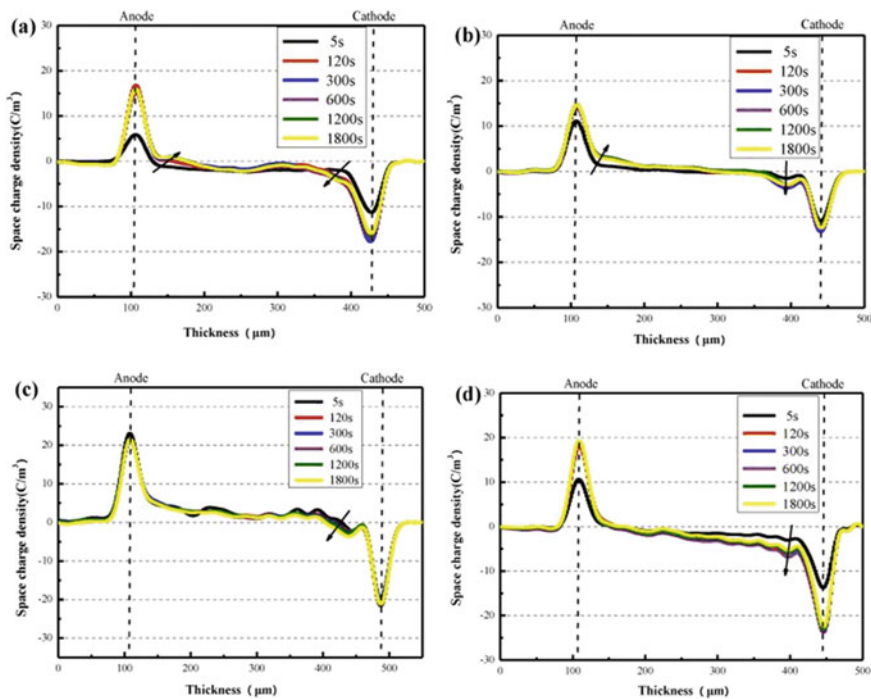 (a)
Anode Cathode
5s
120s
300s
600s
1200s
1800s
Space charge density(C/m³)
30
20
10
0
-10
-20
-30
0 100 200 300 400 500
Thickness ( μm)
(b)
Anode Cathode
5s
120s
300s
600s
1200s
1800s
Space charge density(C/m³)
30
20
10
0
-10
-20
-30
0 100 200 300 400 500
Thickness ( μm)
(c)
Anode Cathode
5s
120s
300s
600s
1200s
1800s
Space charge density(C/m³)
30
20
10
0
-10
-20
-30
0 100 200 300 400 500
Thickness ( μm)
(d)
Anode Cathode
5s
120s
300s
600s
1200s
1800s
Space charge density(C/m³)
30
20
10
0
-10
-20
-30
0 100 200 300 400 500
Thickness ( μm)